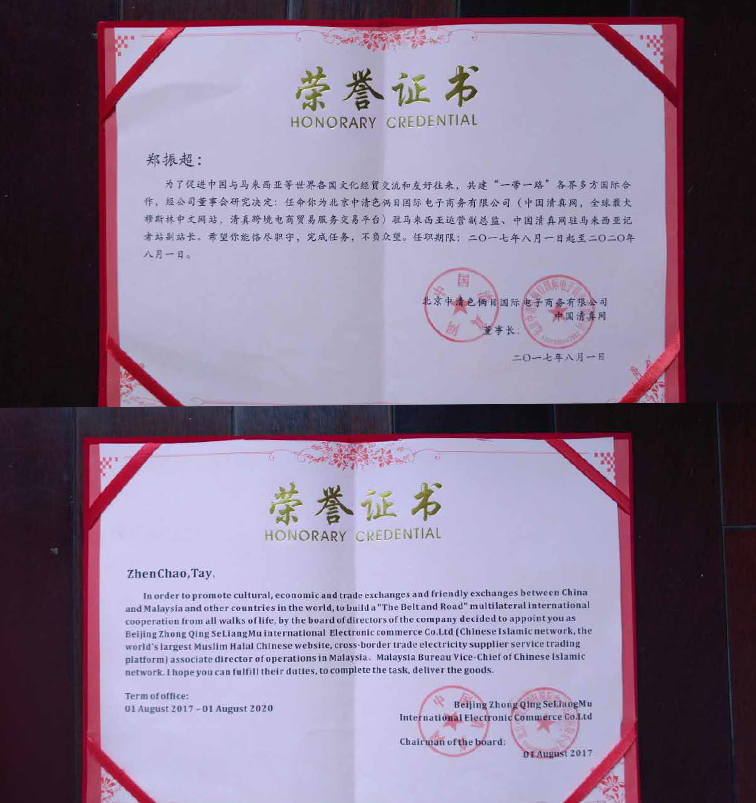 荣誉证书
HONORARY CREDENTIAL
郑振超：
为了促进中国与马来西亚等世界各国文化经贸交流和友好往来，共建“一带一路”各界多方国际合
作，经公司董事会研究决定：任命你为北京中清色俩目国际电子商务有限公司（中国清真网，全球最大
穆斯林中文网站，清真跨境电商贸易服务交易平台）驻马来西亚运营副总监、中国清真网驻马来西亚记
者站副站长。希望你能恪尽职守，完成任务，不负众望。任职期限：二〇一七年八月一日起至二〇二〇年
八月一日。
北京中清色俩目国际电子商务有限公司
中国清真网
董事长：
二〇一七年八月一日
荣誉证书
HONORARY CREDENTIAL
ZhenChao,Tay,
In order to promote cultural, economic and trade exchanges and friendly exchanges between China
and Malaysia and other countries in the world, to build a "The Belt and Road" multilateral international
cooperation from all walks of life, by the board of directors of the company decided to appoint you as
Beijing Zhong Qing SeLiangMu international Electronic commerce Co.Ltd (Chinese Islamic network, the
world's largest Muslim Halal Chinese website, cross-border trade electricity supplier service trading
platform) associate director of operations in Malaysia、Malaysia Bureau Vice-Chief of Chinese Islamic
network. I hope you can fulfill their duties, to complete the task, deliver the goods.
Term of office:
01 August 2017 - 01 August 2020
Beijing Zhong Qing SeLiangMu
International Electronic Commerce Co.Ltd
Chairman of the board:
01 August 2017